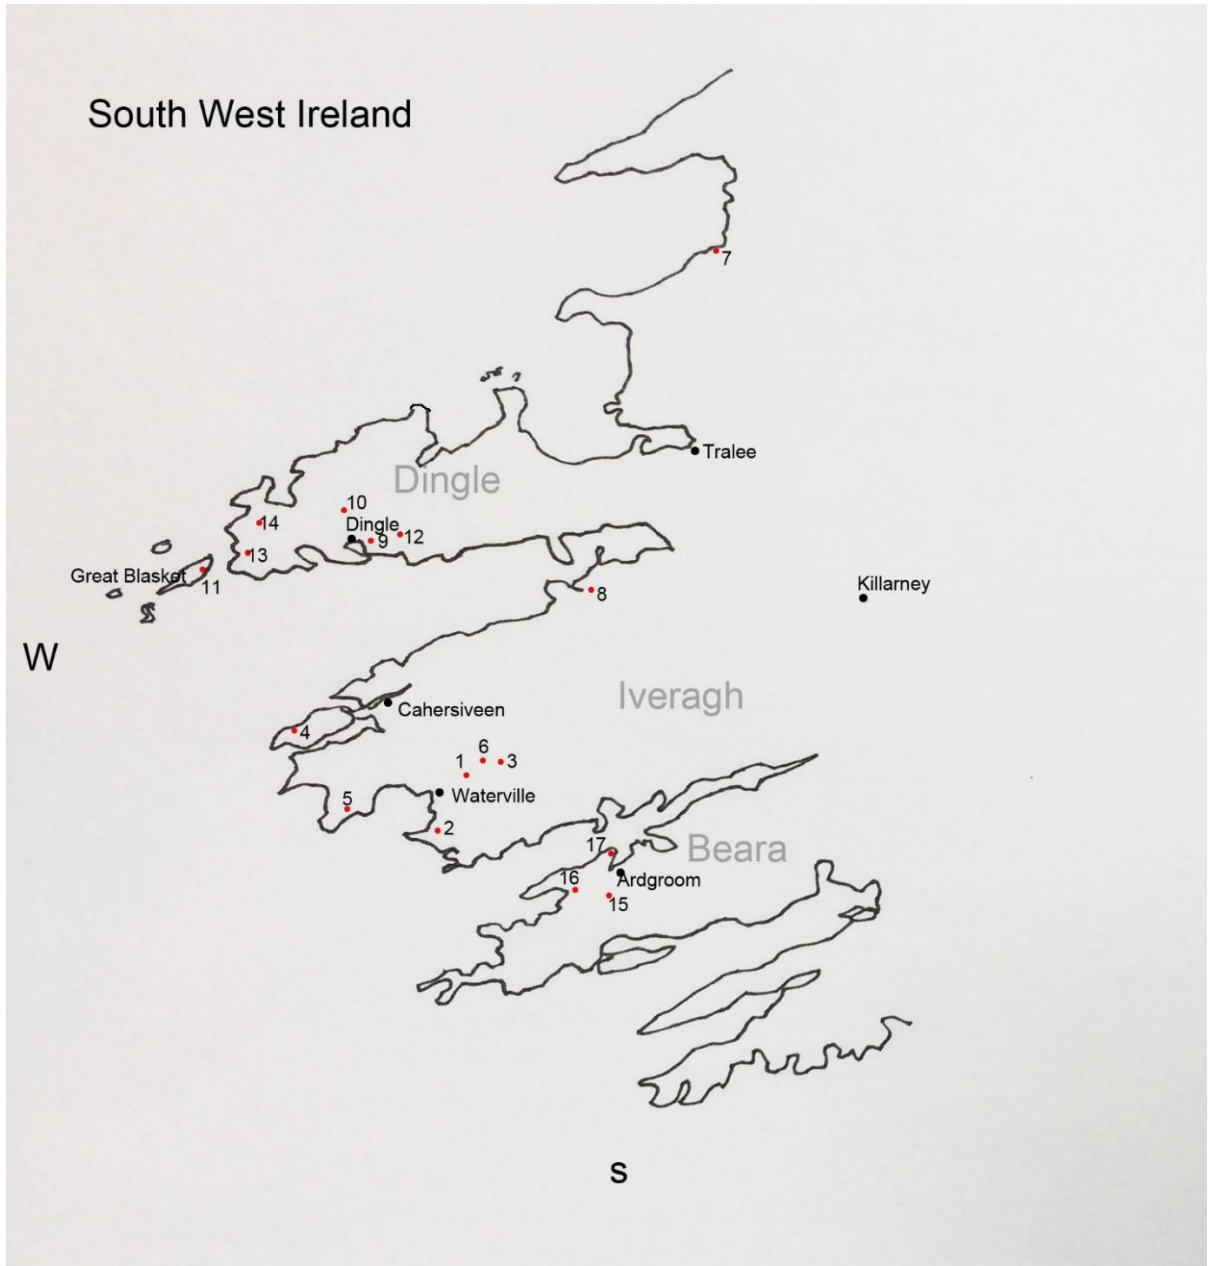 South West Ireland
7
Tralee
Dingle
10
Dingle
14
9
12
13
Great Blasket
11
8
Killarney
W
Iveragh
Cahersiveen
4
6
1
3
5
Waterville
2
17
Beara
16
Ardgroom
15
s